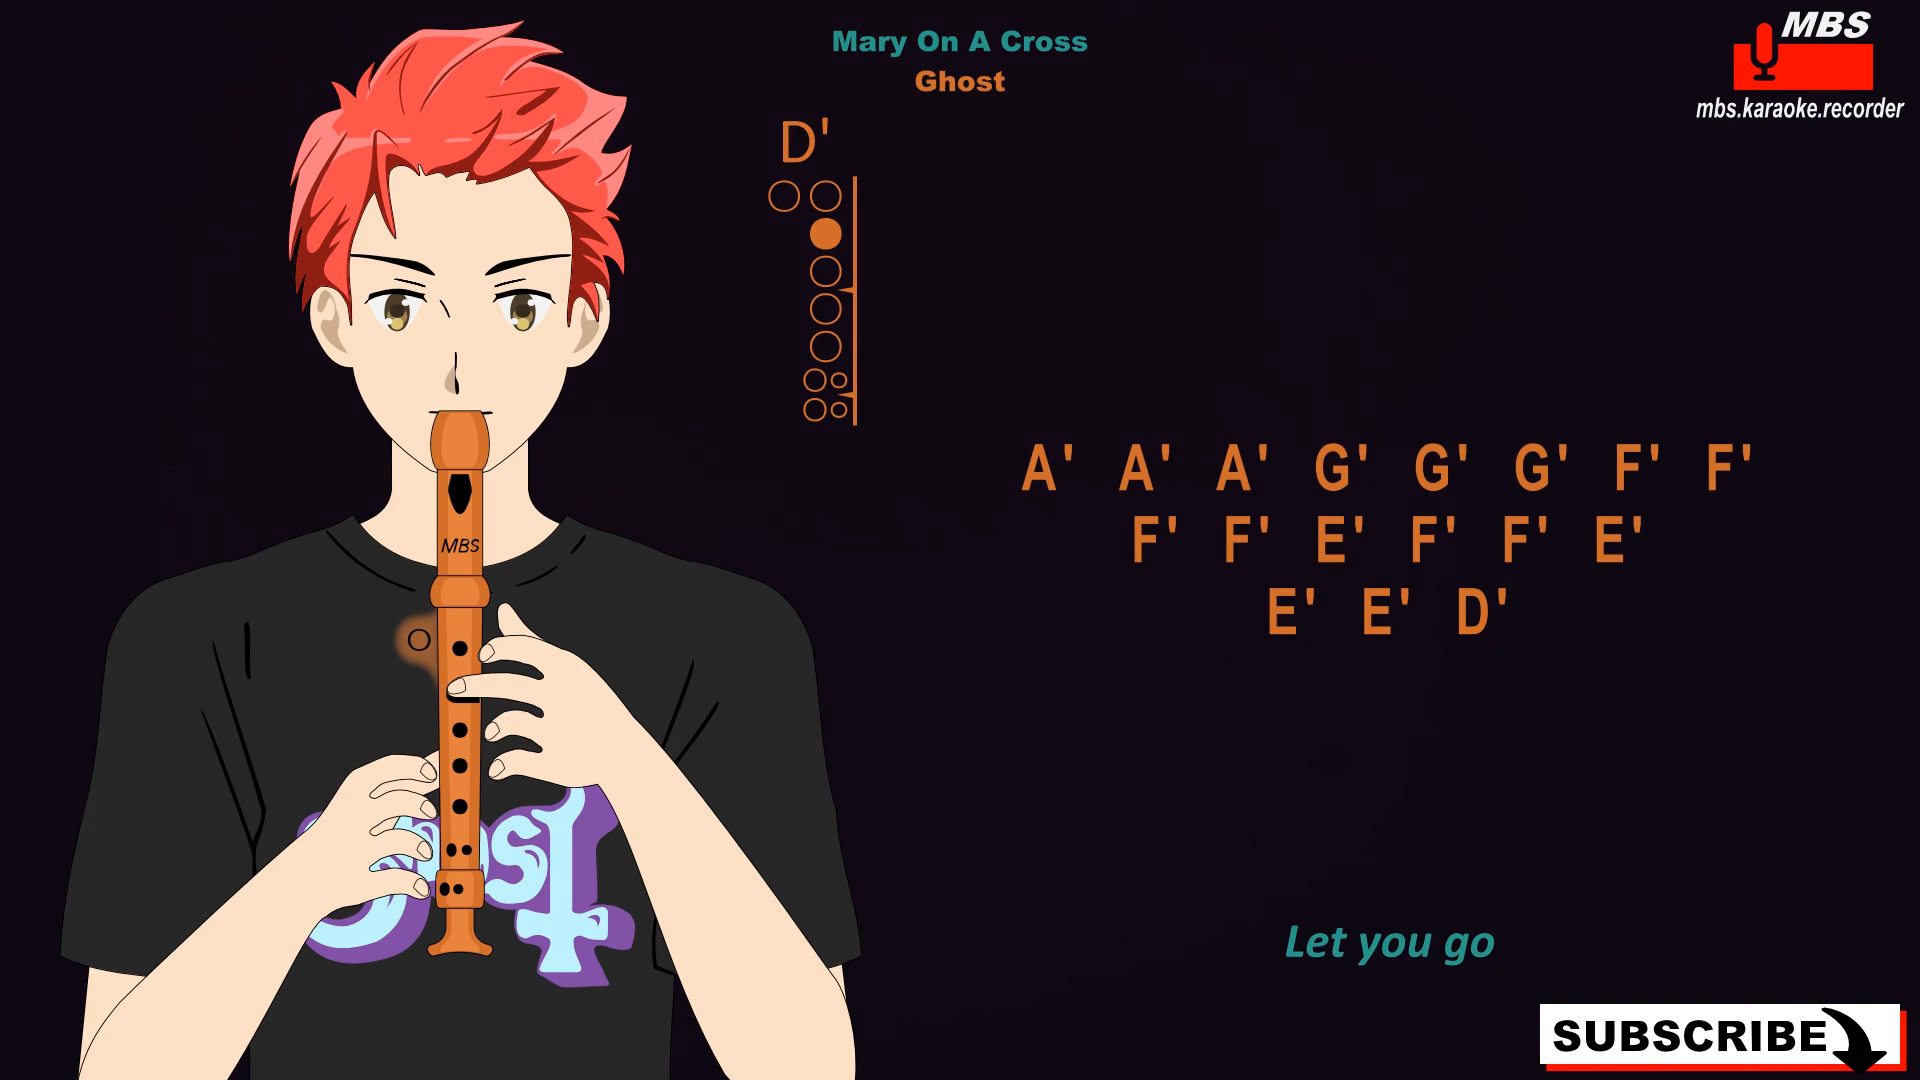 Mary On A Cross
Ghost
MBS
mbs.karaoke.recorder
D'
A' A' A' G' G' G' F' F'
F' F' E' F' F' E'
E' E' D'
MBS
Let you go
SUBSCRIBE